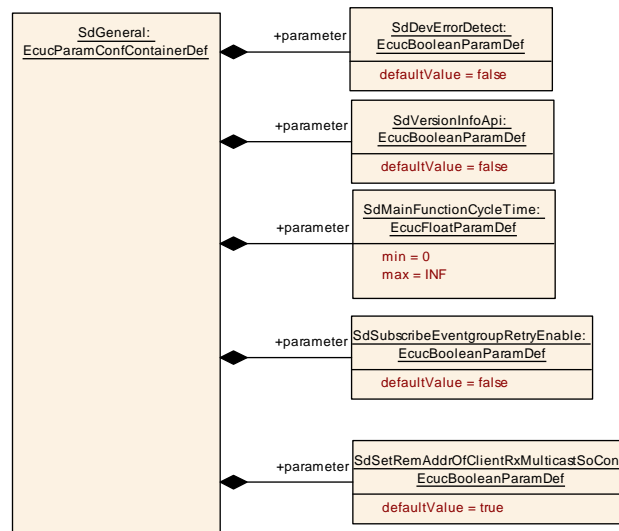 SdGeneral:
EcucParamConfContainerDef
+parameter
SdDevErrorDetect:
EcucBooleanParamDef
defaultValue = false
+parameter
SdVersionInfoApi:
EcucBooleanParamDef
defaultValue = false
+parameter
SdMainFunctionCycleTime:
EcucFloatParamDef
min = 0
max = INF
+parameter
SdSubscribeEventgroupRetryEnable:
EcucBooleanParamDef
defaultValue = false
+parameter
SdSetRemAddrOfClientRxMulticastSoCon
EcucBooleanParamDef
defaultValue = true